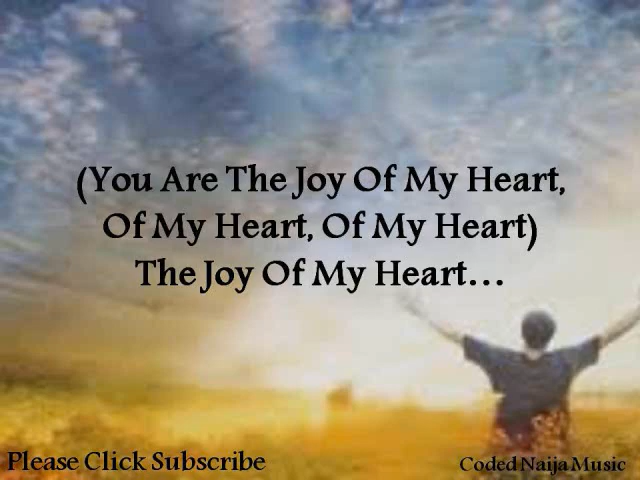 (You Are The Joy Of My Heart,
Of My Heart, Of My Heart)
The Joy Of My Heart...
Please Click Subscribe
Coded Naija Music